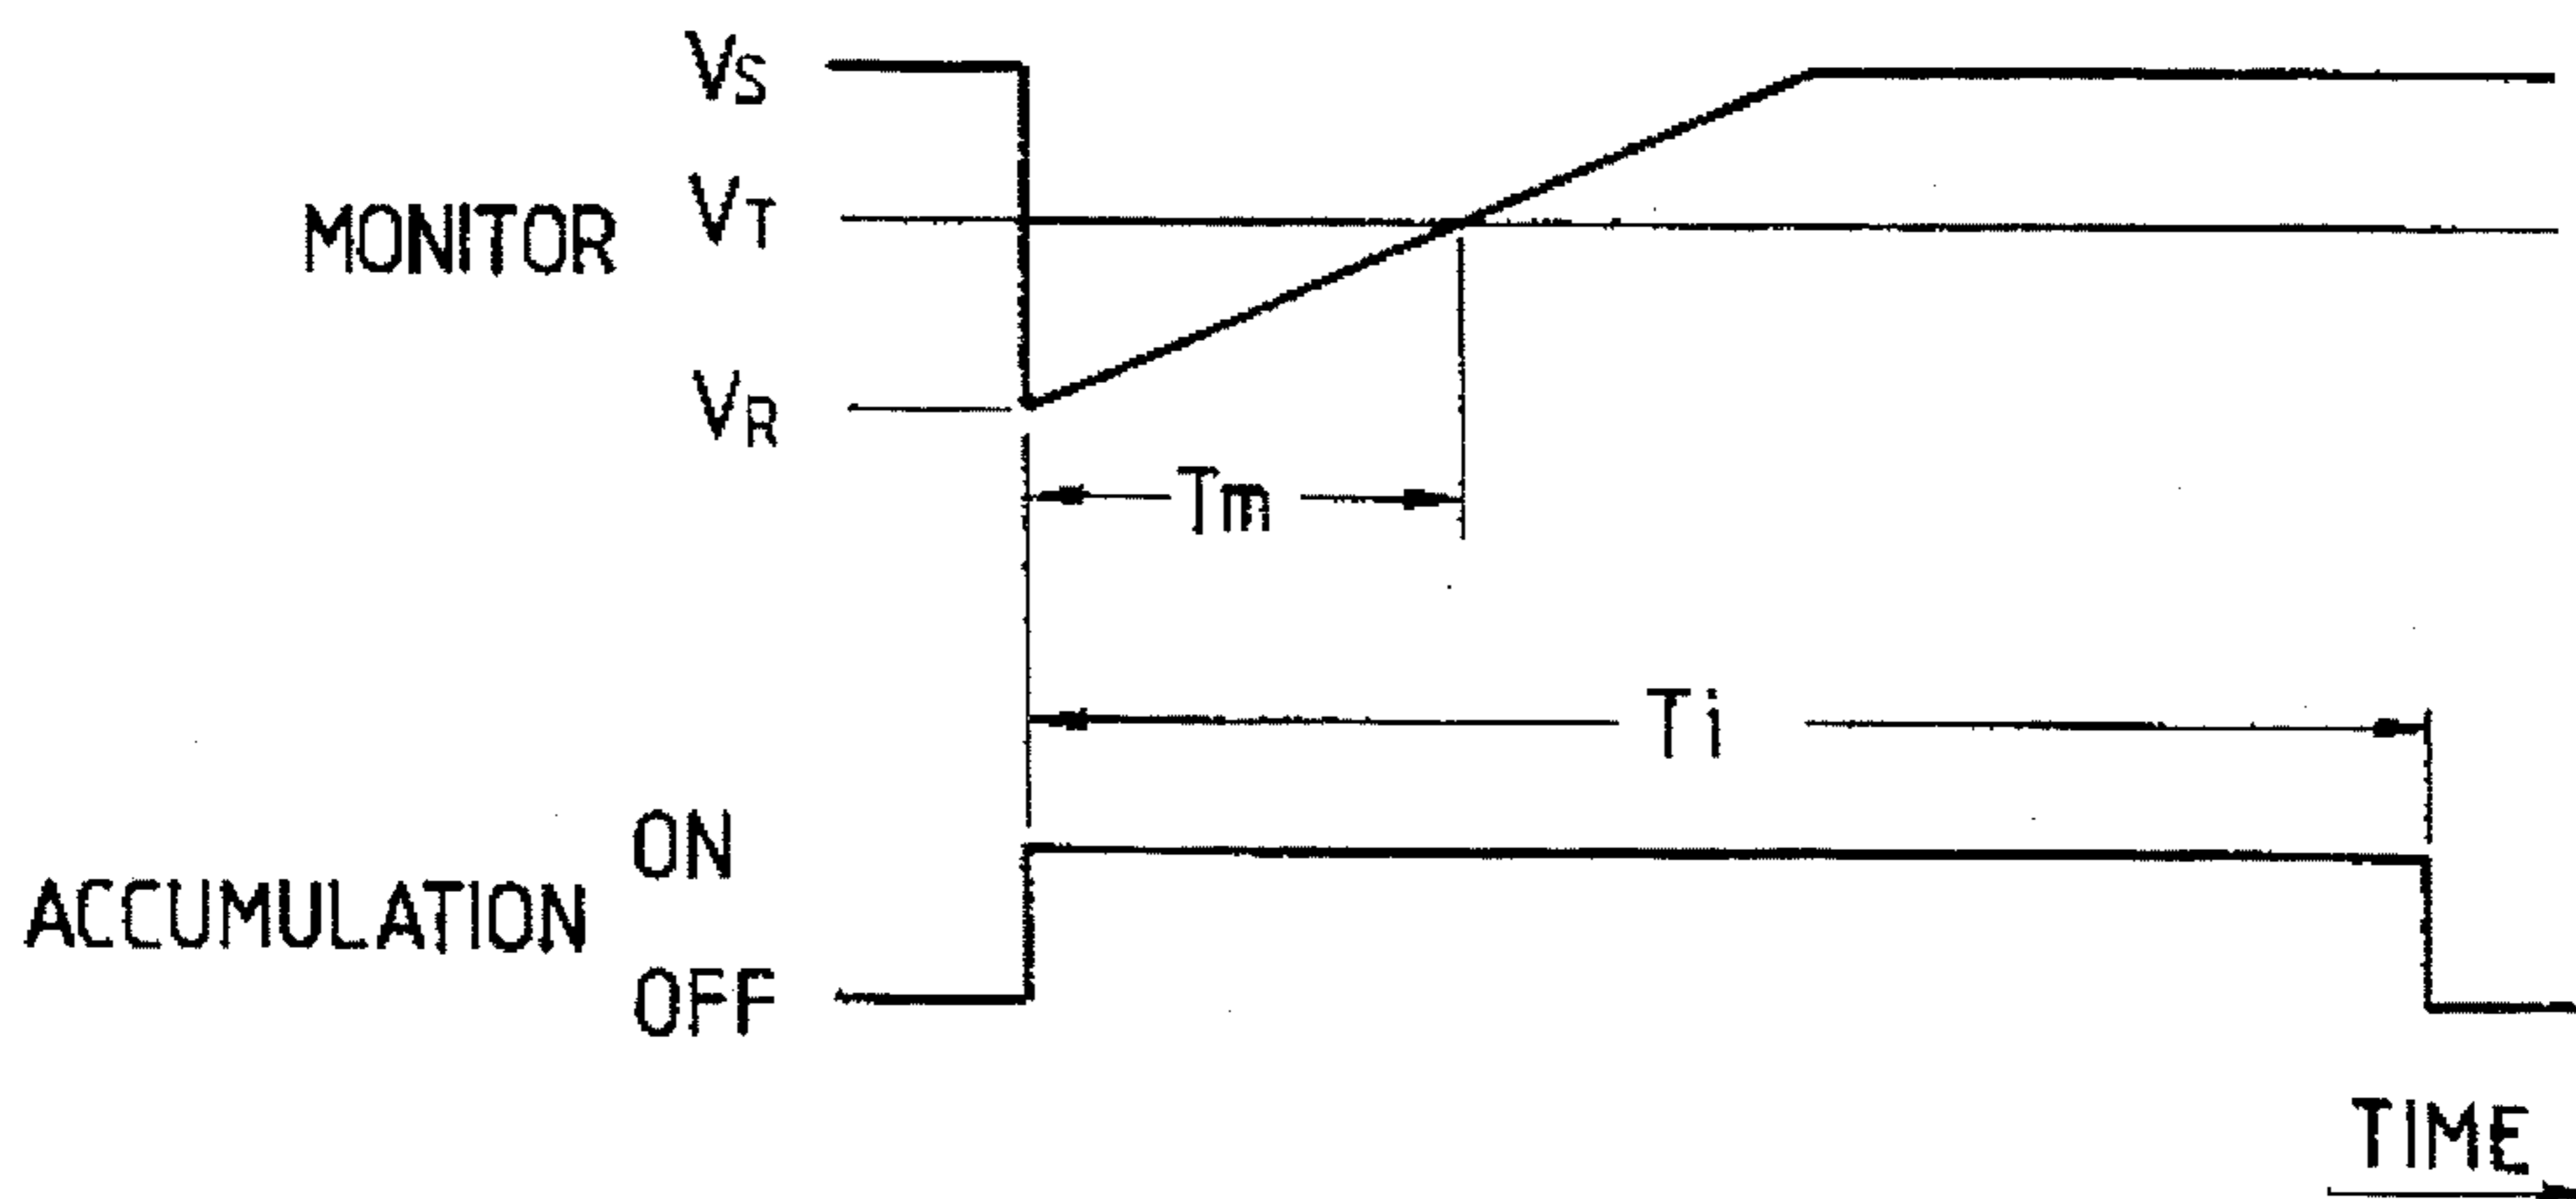 VS
MONITOR VT
VR
Tm
Ti
ON
ACCUMULATION
OFF
TIME